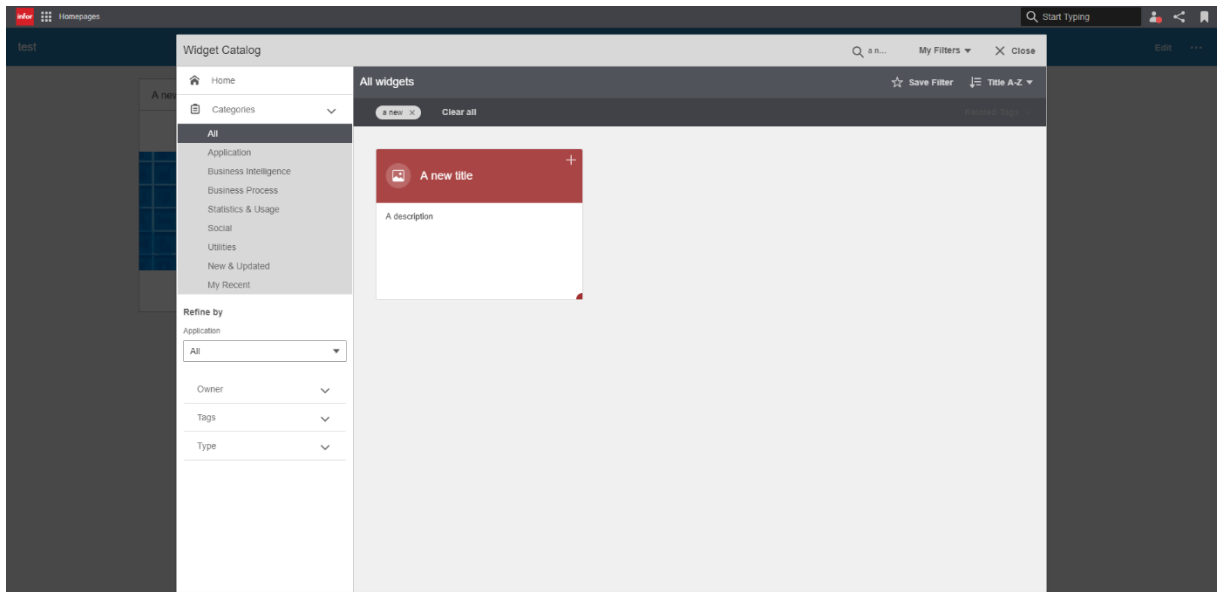 infor Homepages Start Typing
test Edit
Widget Catalog a n... My Filters Close
Home
All widgets Save Filter Title A-Z
A new
Categories
a new Clear all Related Tags
All
Application
Business Intelligence
Business Process
Statistics & Usage
Social
Utilities
New & Updated
My Recent
A new title
A description
Refine by
Application
All
Owner
Tags
Type